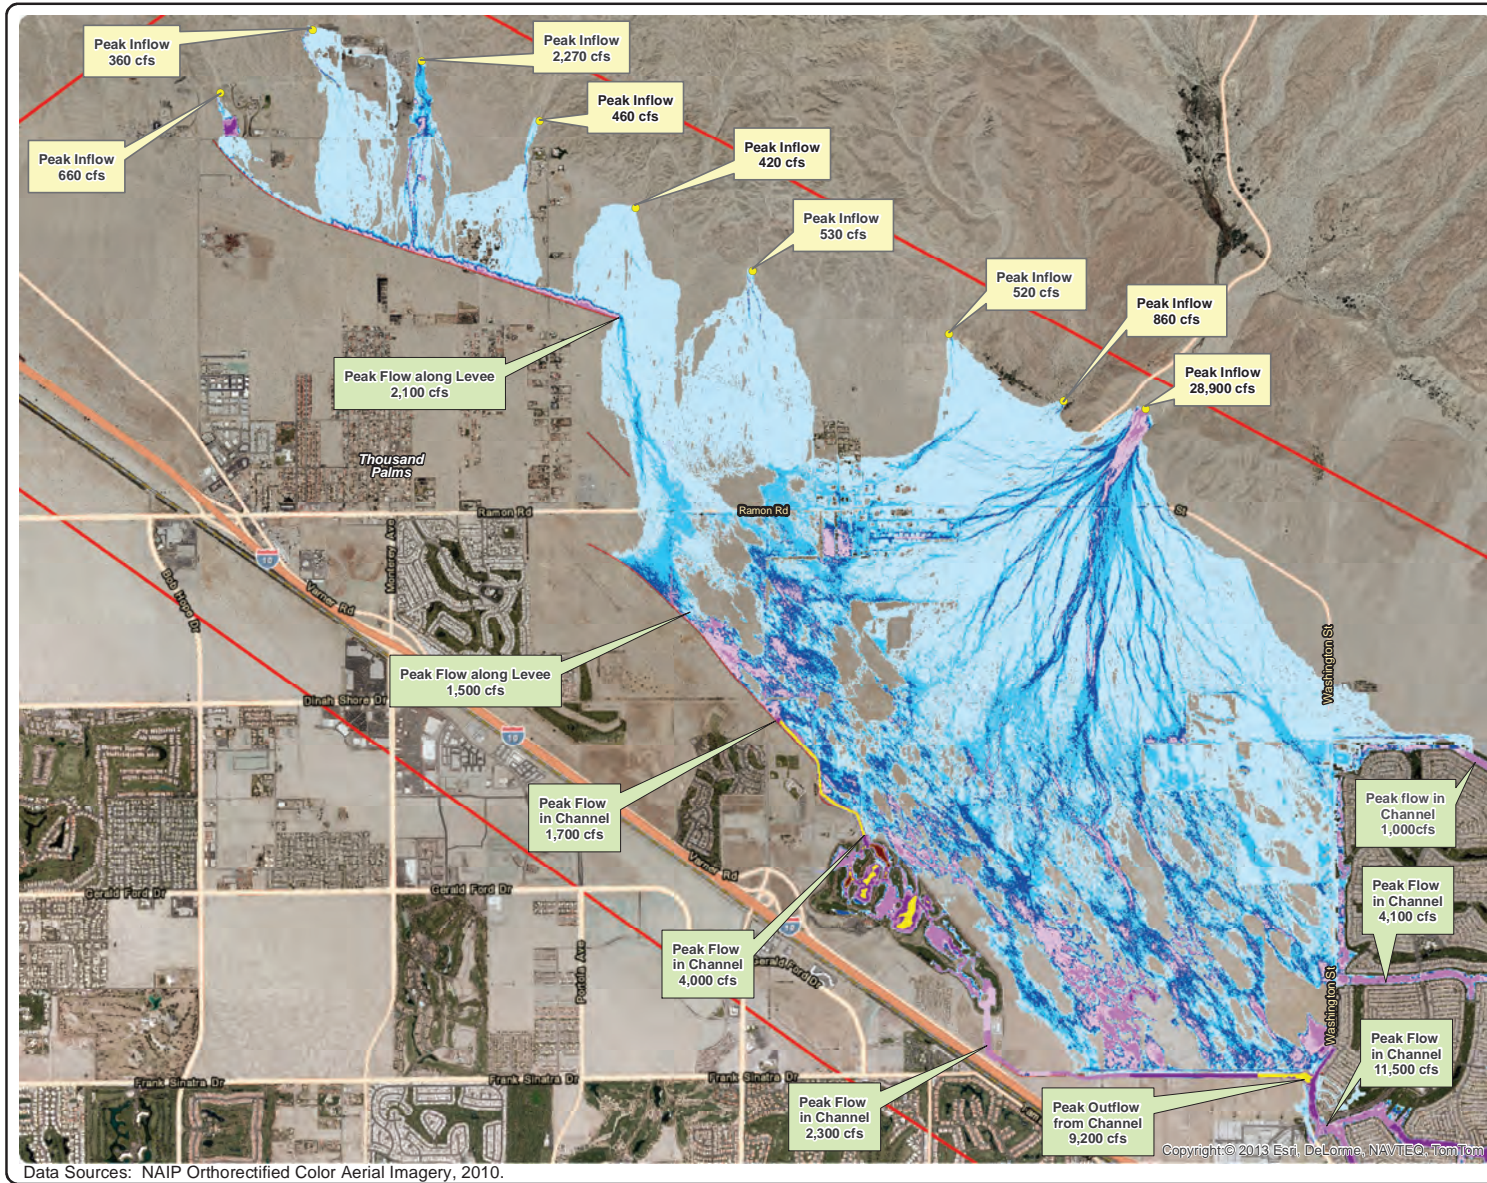 Peak Inflow
360 cfs
Peak Inflow
2,270 cfs
Peak Inflow
460 cfs
Peak Inflow
660 cfs
Peak Inflow
420 cfs
Peak Inflow
530 cfs
Peak Inflow
520 cfs
Peak Inflow
860 cfs
Peak Inflow
28,900 cfs
Peak Flow along Levee
2,100 cfs
Thousand
Palms
Ramon Rd
Ramon Rd
St
Monterey Ave
10
Varner Rd
Bob Hope Dr
Washington St
Peak Flow along Levee
1,500 cfs
Dinah Shore Dr
10
Peak Flow
in Channel
1,700 cfs
Peak flow in
Channel
1,000cfs
Varner Rd
Gerald Ford Dr
Gerald Ford Dr
Peak Flow
in Channel
4,100 cfs
10
Peak Flow
in Channel
4,000 cfs
Gerald Ford Dr
Portola Ave
Washington St
Peak Flow
in Channel
11,500 cfs
Frank Sinatra Dr
Frank Sinatra Dr
Frank Sinatra Dr
Peak Flow
in Channel
2,300 cfs
Peak Outflow
from Channel
9,200 cfs
Copyright:© 2013 Esri, DeLorme, NAVTEQ, TomTom
Data Sources:  NAIP Orthorectified Color Aerial Imagery, 2010.